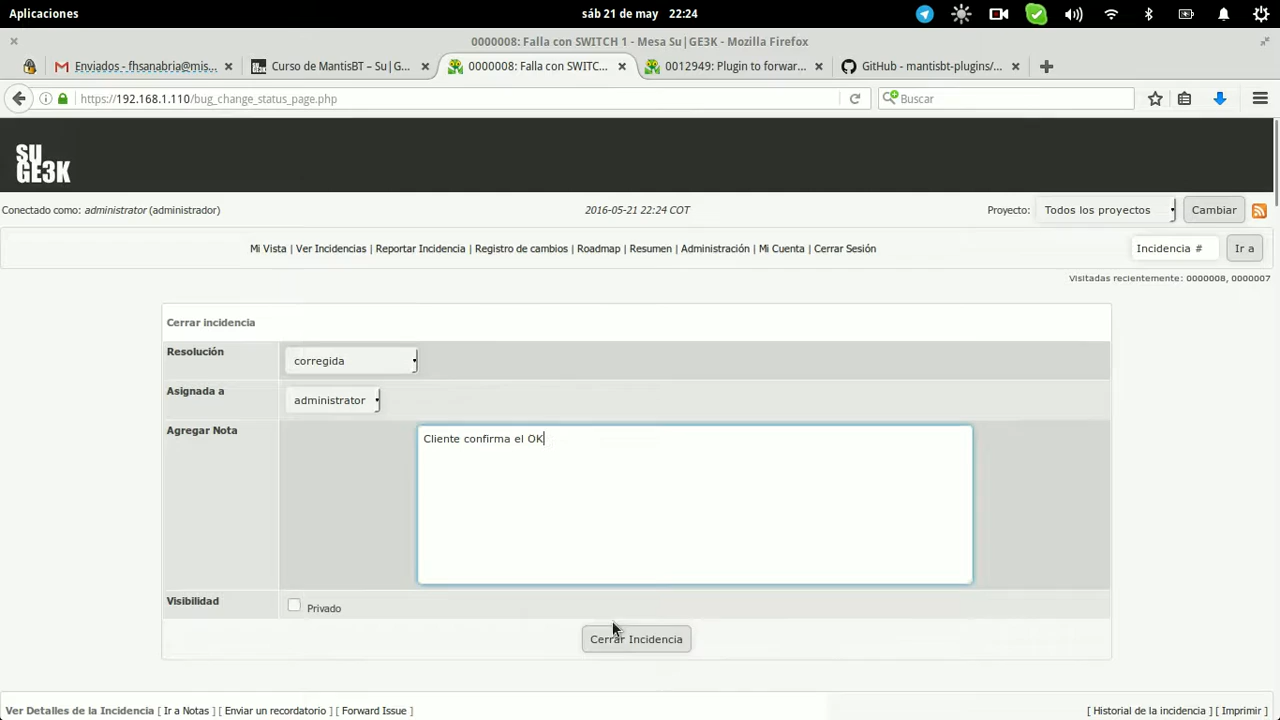 Aplicaciones
sáb 21 de may 22:24
0000008: Falla con SWITCH 1 - Mesa Su|GE3K - Mozilla Firefox
Enviados - fhsanabria@mis...
Curso de MantisBT – Su|G...
0000008: Falla con SWITC...
0012949: Plugin to forwar...
GitHub - mantisbt-plugins/...
https://192.168.1.110/bug_change_status_page.php
Buscar
SU
GE3K
Conectado como: administrator (administrador)
2016-05-21 22:24 COT
Proyecto: Todos los proyectos Cambiar
Mi Vista | Ver Incidencias | Reportar Incidencia | Registro de cambios | Roadmap | Resumen | Administración | Mi Cuenta | Cerrar Sesión
Incidencia # Ir a
Visitadas recientemente: 0000008, 0000007
Cerrar incidencia
Resolución corregida
Asignada a administrator
Agregar Nota Cliente confirma el OK
Visibilidad Privado
Cerrar Incidencia
Ver Detalles de la Incidencia [ Ir a Notas ] [ Enviar un recordatorio ] [ Forward Issue ]
[ Historial de la incidencia ] [ Imprimir ]